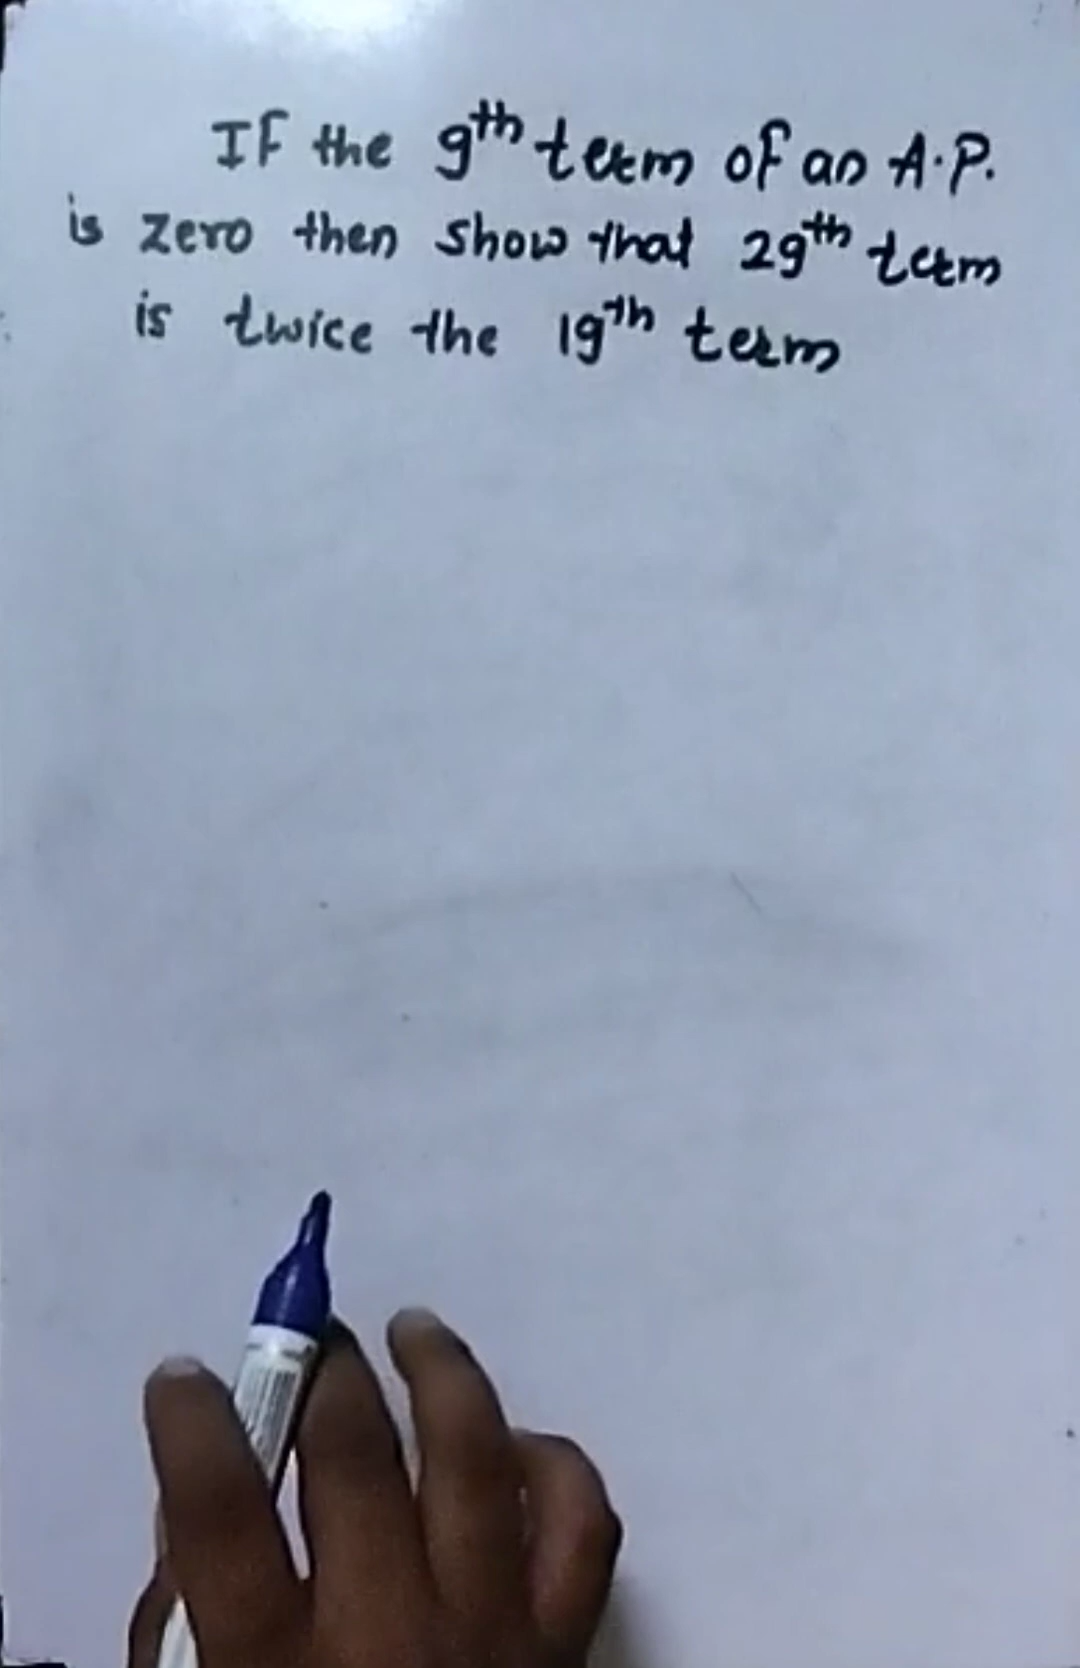 If the 9th term of an A.P.
is zero then show that 29th term
is twice the 19th term